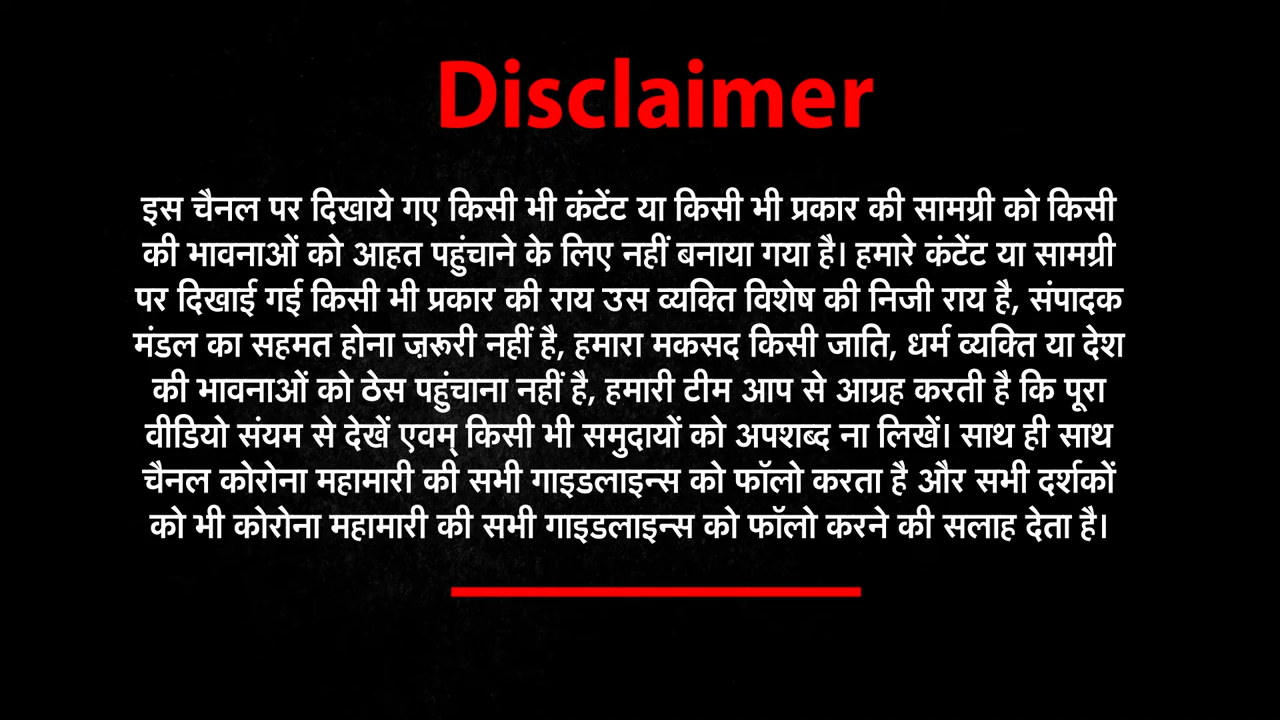 Disclaimer
इस चैनल पर दिखाये गए किसी भी कंटेंट या किसी भी प्रकार की सामग्री को किसी
की भावनाओं को आहत पहुंचाने के लिए नहीं बनाया गया है। हमारे कंटेंट या सामग्री
पर दिखाई गई किसी भी प्रकार की राय उस व्यक्ति विशेष की निजी राय है, संपादक
मंडल का सहमत होना ज़रूरी नहीं है, हमारा मकसद किसी जाति, धर्म व्यक्ति या देश
की भावनाओं को ठेस पहुंचाना नहीं है, हमारी टीम आप से आग्रह करती है कि पूरा
वीडियो संयम से देखें एवम् किसी भी समुदायों को अपशब्द ना लिखें। साथ ही साथ
चैनल कोरोना महामारी की सभी गाइडलाइन्स को फॉलो करता है और सभी दर्शकों
को भी कोरोना महामारी की सभी गाइडलाइन्स को फॉलो करने की सलाह देता है।